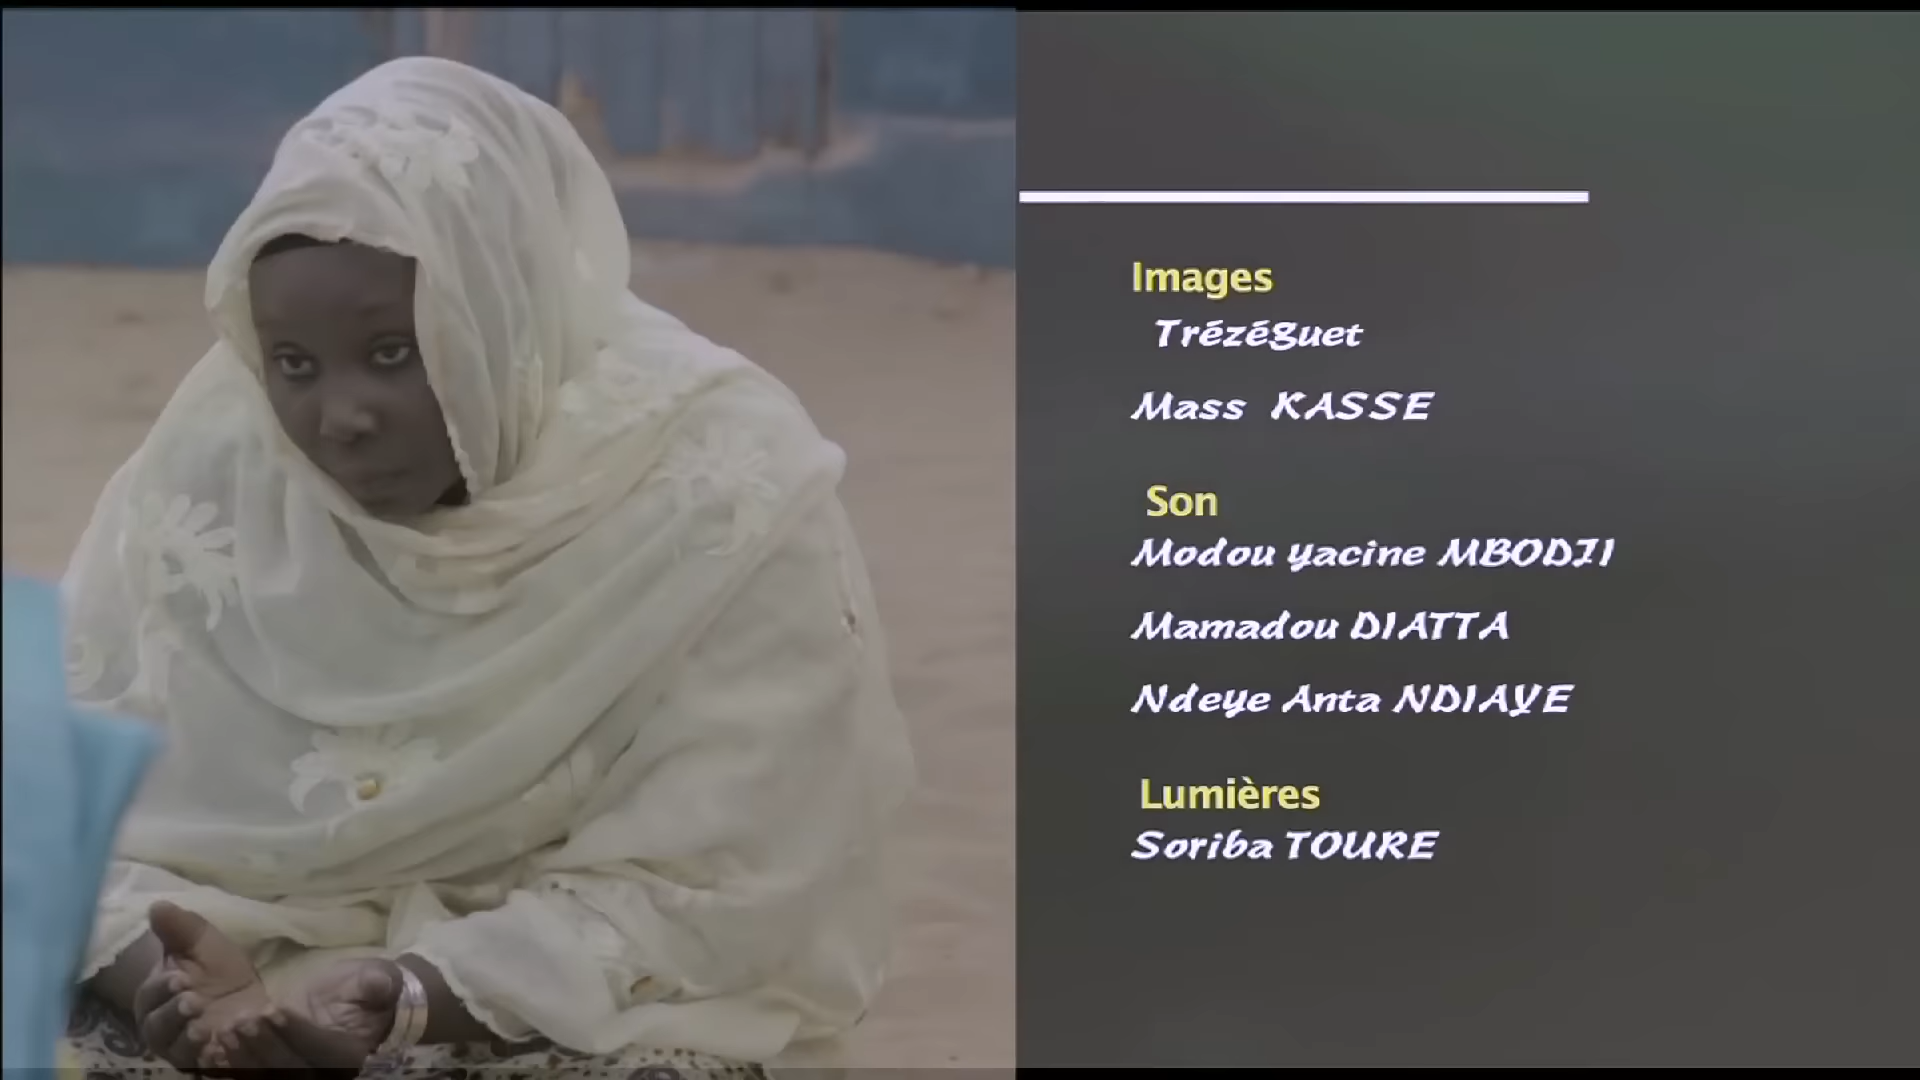 Images
Trézéguet
Mass KASSE
Son
Modou yacine MBODJI
Mamadou DIATTA
Ndeye Anta NDIAYE
Lumières
Soriba TOURE